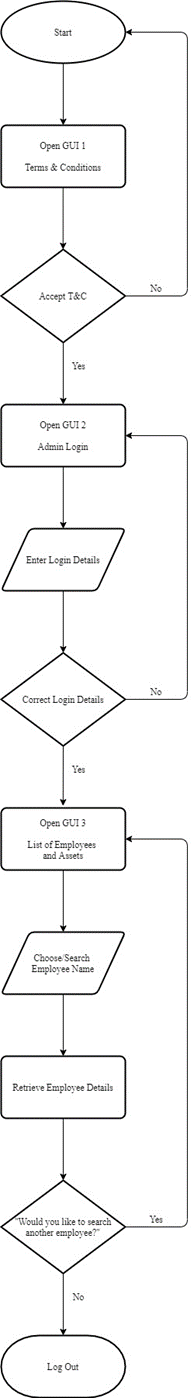 Start
Open GUI 1
Terms & Conditions
Accept T&C
No
Yes
Open GUI 2
Admin Login
Enter Login Details
Correct Login Details
No
Yes
Open GUI 3
List of Employees
and Assets
Choose/Search
Employee Name
Retrieve Employee Details
"Would you like to search
another employee?"
Yes
No
Log Out